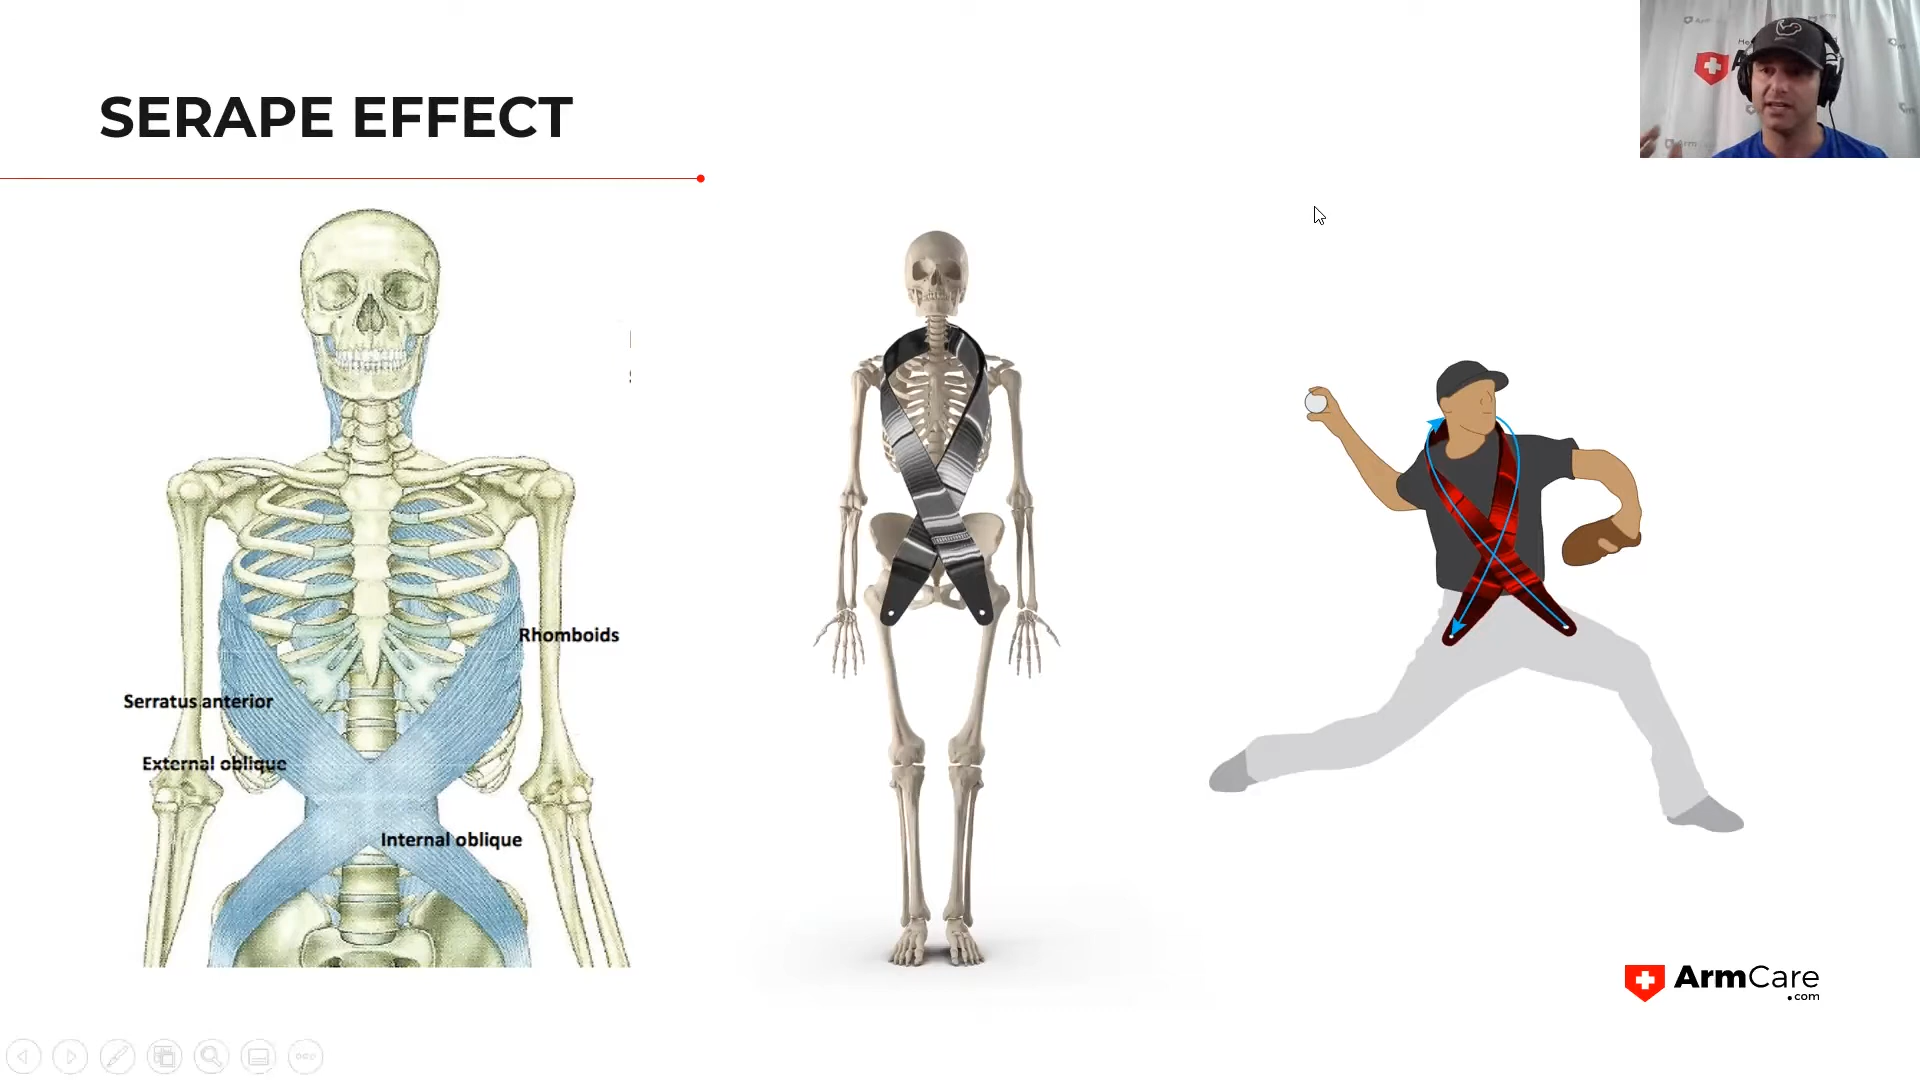 SERAPE EFFECT
Rhomboids
Serratus anterior
External oblique
Internal oblique
ArmCare
.com